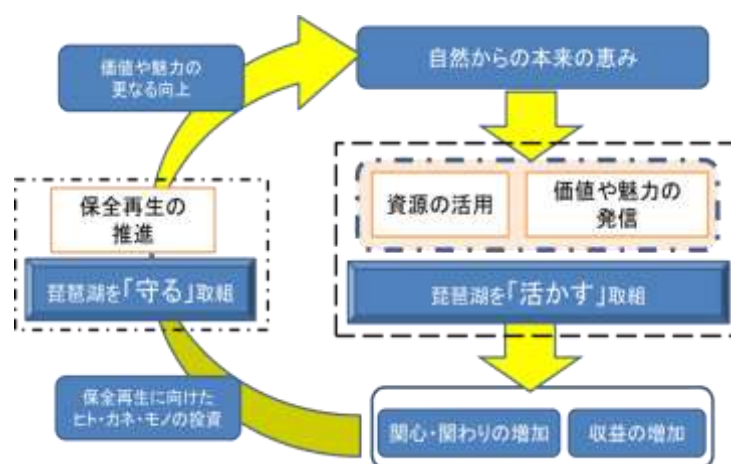 価値や魅力の
更なる向上
自然からの本来の恵み
保全再生の
推進
琵琶湖を「守る」取組
資源の活用
価値や魅力の
発信
琵琶湖を「活かす」取組
保全再生に向けた
ヒト・カネ・モノの投資
関心・関わりの増加
収益の増加